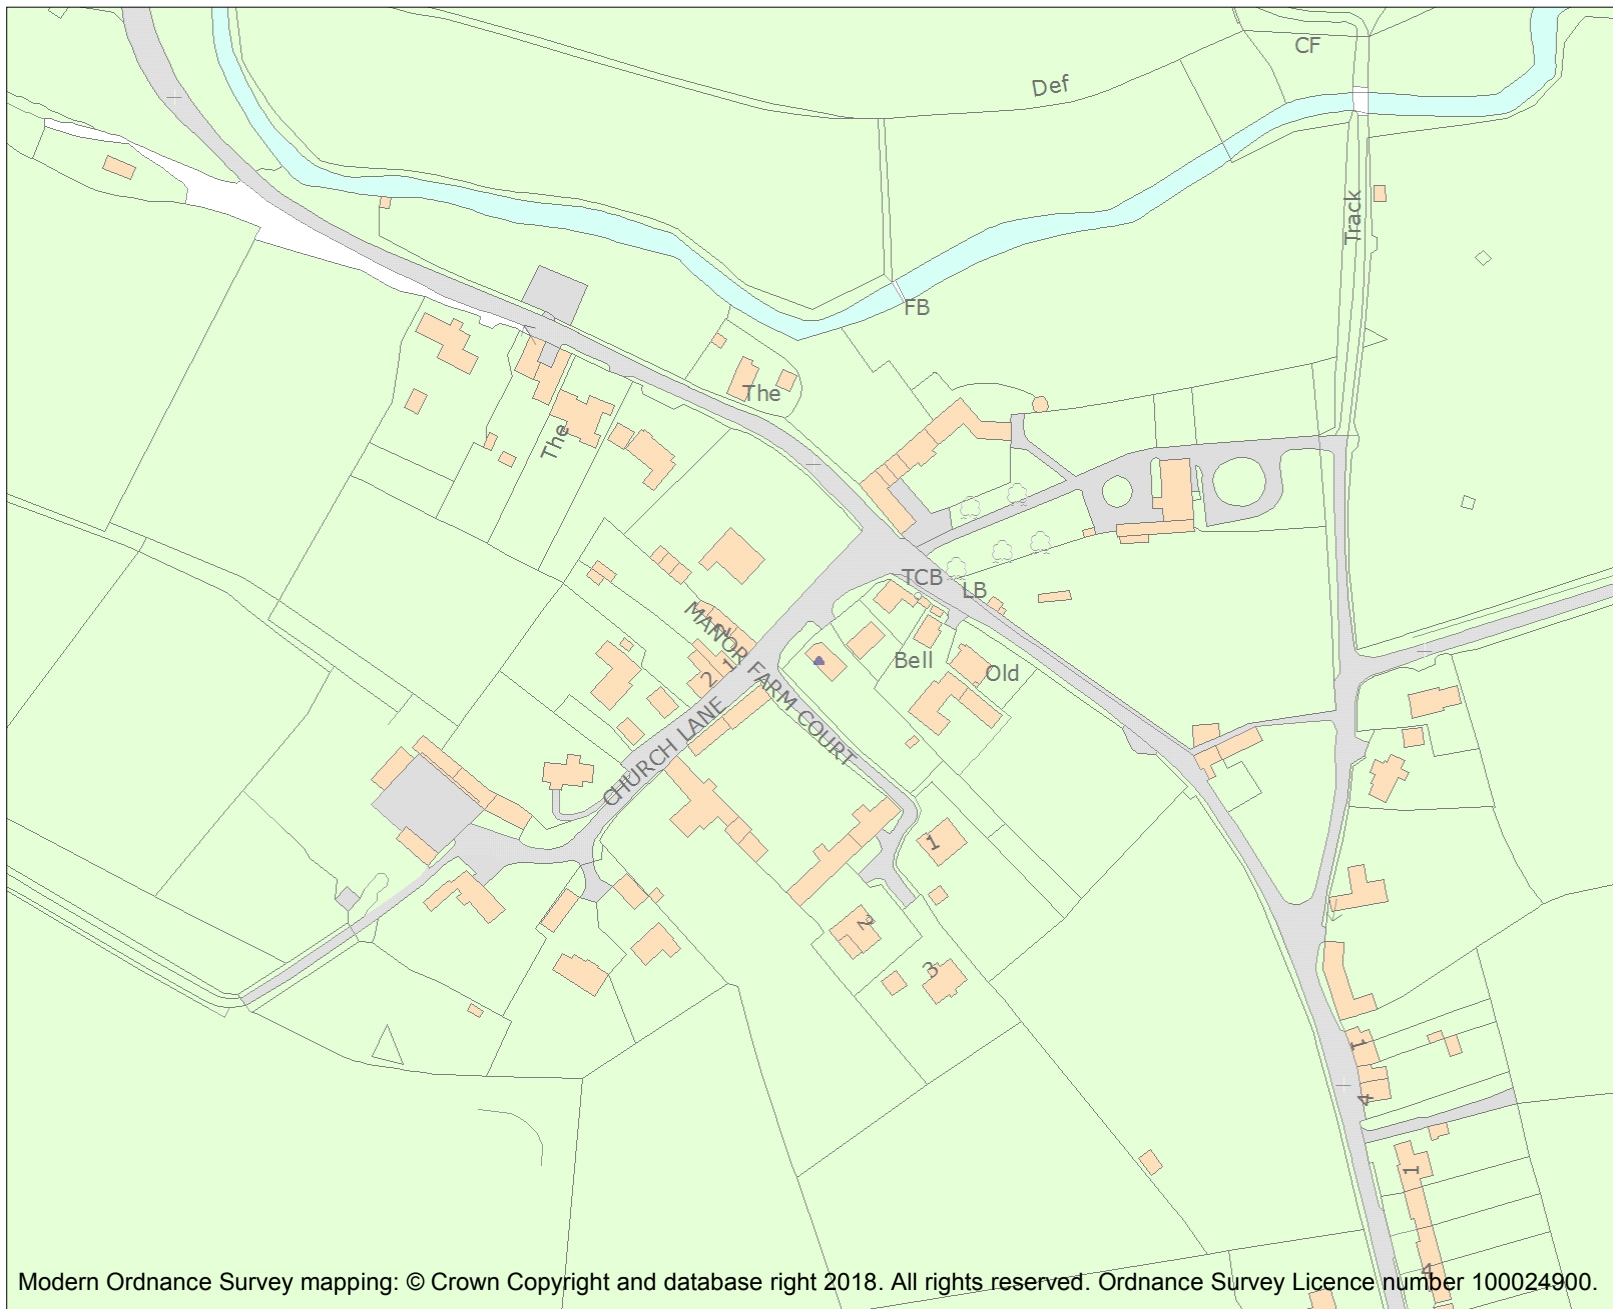 CF
Def
Track
FB
The
The
TCB
LB
MANOR FARM COURT
2
1
2
Bell
Old
CHURCH LANE
1
2
3
1
4
1
4
Modern Ordnance Survey mapping: © Crown Copyright and database right 2018. All rights reserved. Ordnance Survey Licence number 100024900.